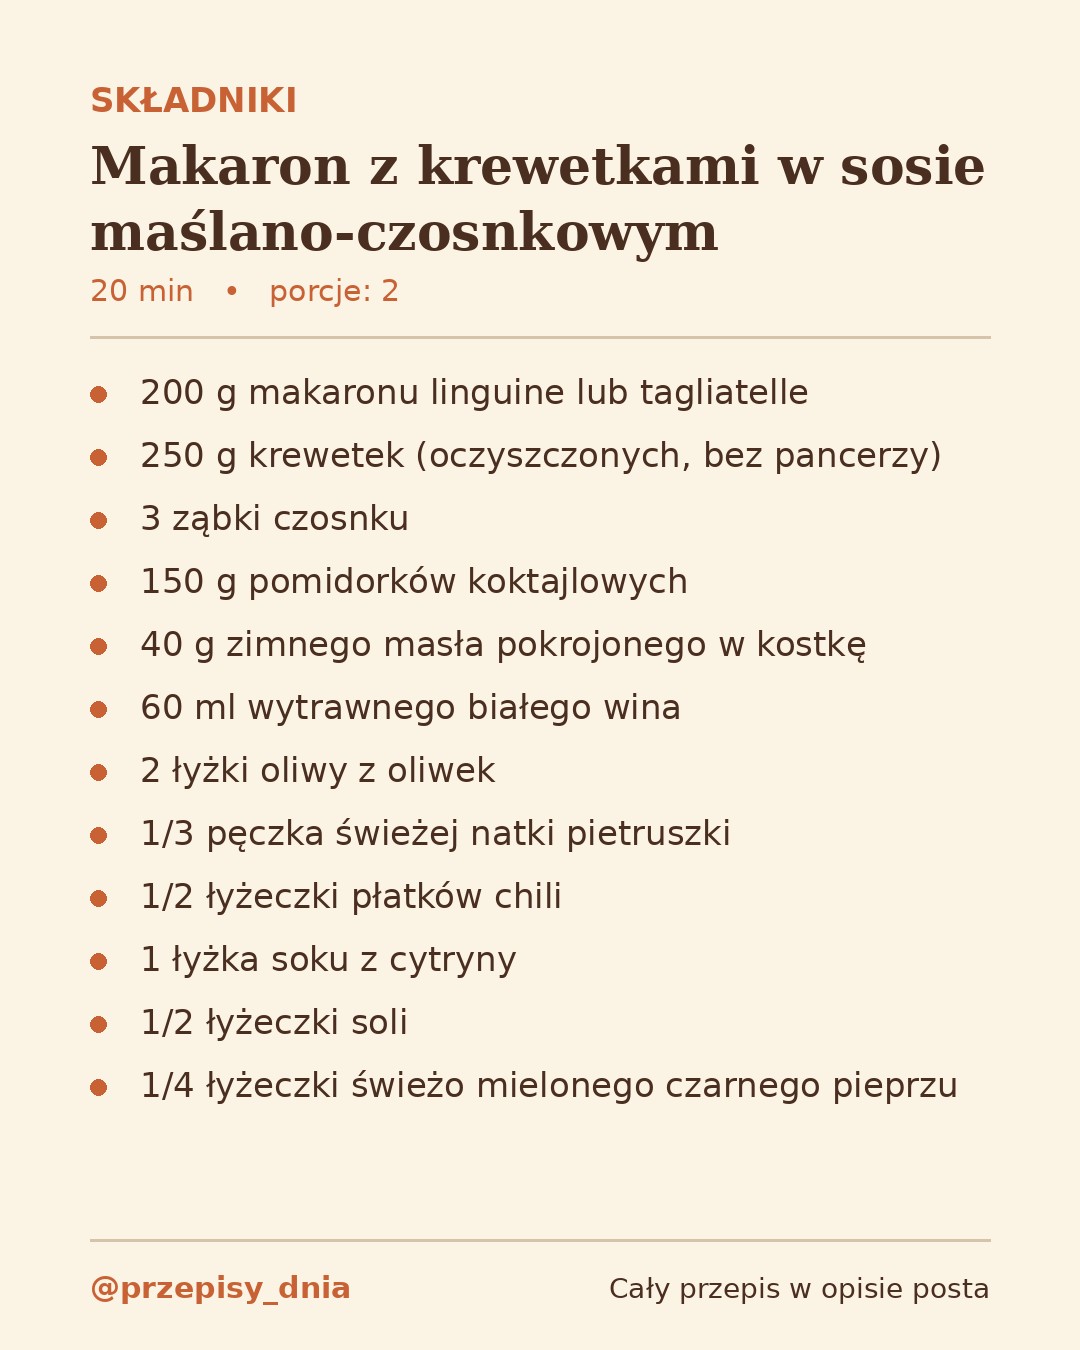 SKŁADNIKI
Makaron z krewetkami w sosie
maślano-czosnkowym
20 min • porcje: 2
• 200 g makaronu linguine lub tagliatelle
• 250 g krewetek (oczyszczonych, bez pancerzy)
• 3 ząbki czosnku
• 150 g pomidorków koktajlowych
• 40 g zimnego masła pokrojonego w kostkę
• 60 ml wytrawnego białego wina
• 2 łyżki oliwy z oliwek
• 1/3 pęczka świeżej natki pietruszki
• 1/2 łyżeczki płatków chili
• 1 łyżka soku z cytryny
• 1/2 łyżeczki soli
• 1/4 łyżeczki świeżo mielonego czarnego pieprzu
@przepisy_dnia
Cały przepis w opisie posta